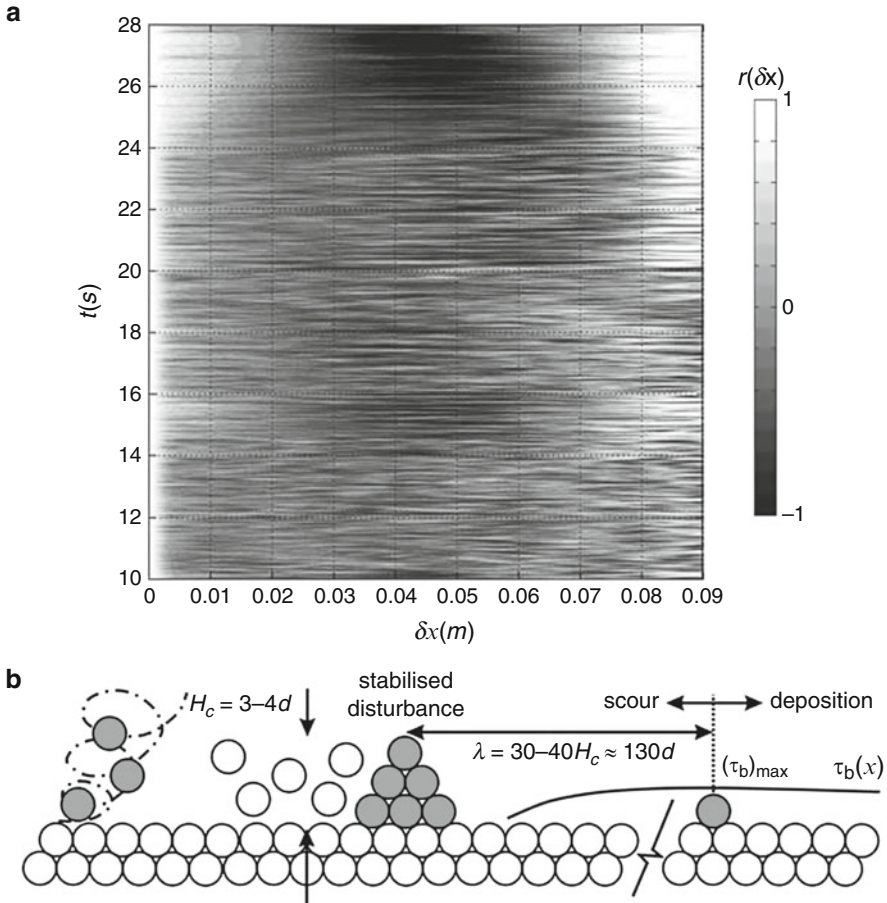 a
r(δx)
28
26
24
22
20
18
16
14
12
10
t(s)
1
0
–1
0 0.01 0.02 0.03 0.04 0.05 0.06 0.07 0.08 0.09
δx(m)
b
H_c = 3–4d
stabilised
disturbance
scour
deposition
λ = 30–40H_c ≈ 130d
(τ_b)_max
τ_b(x)